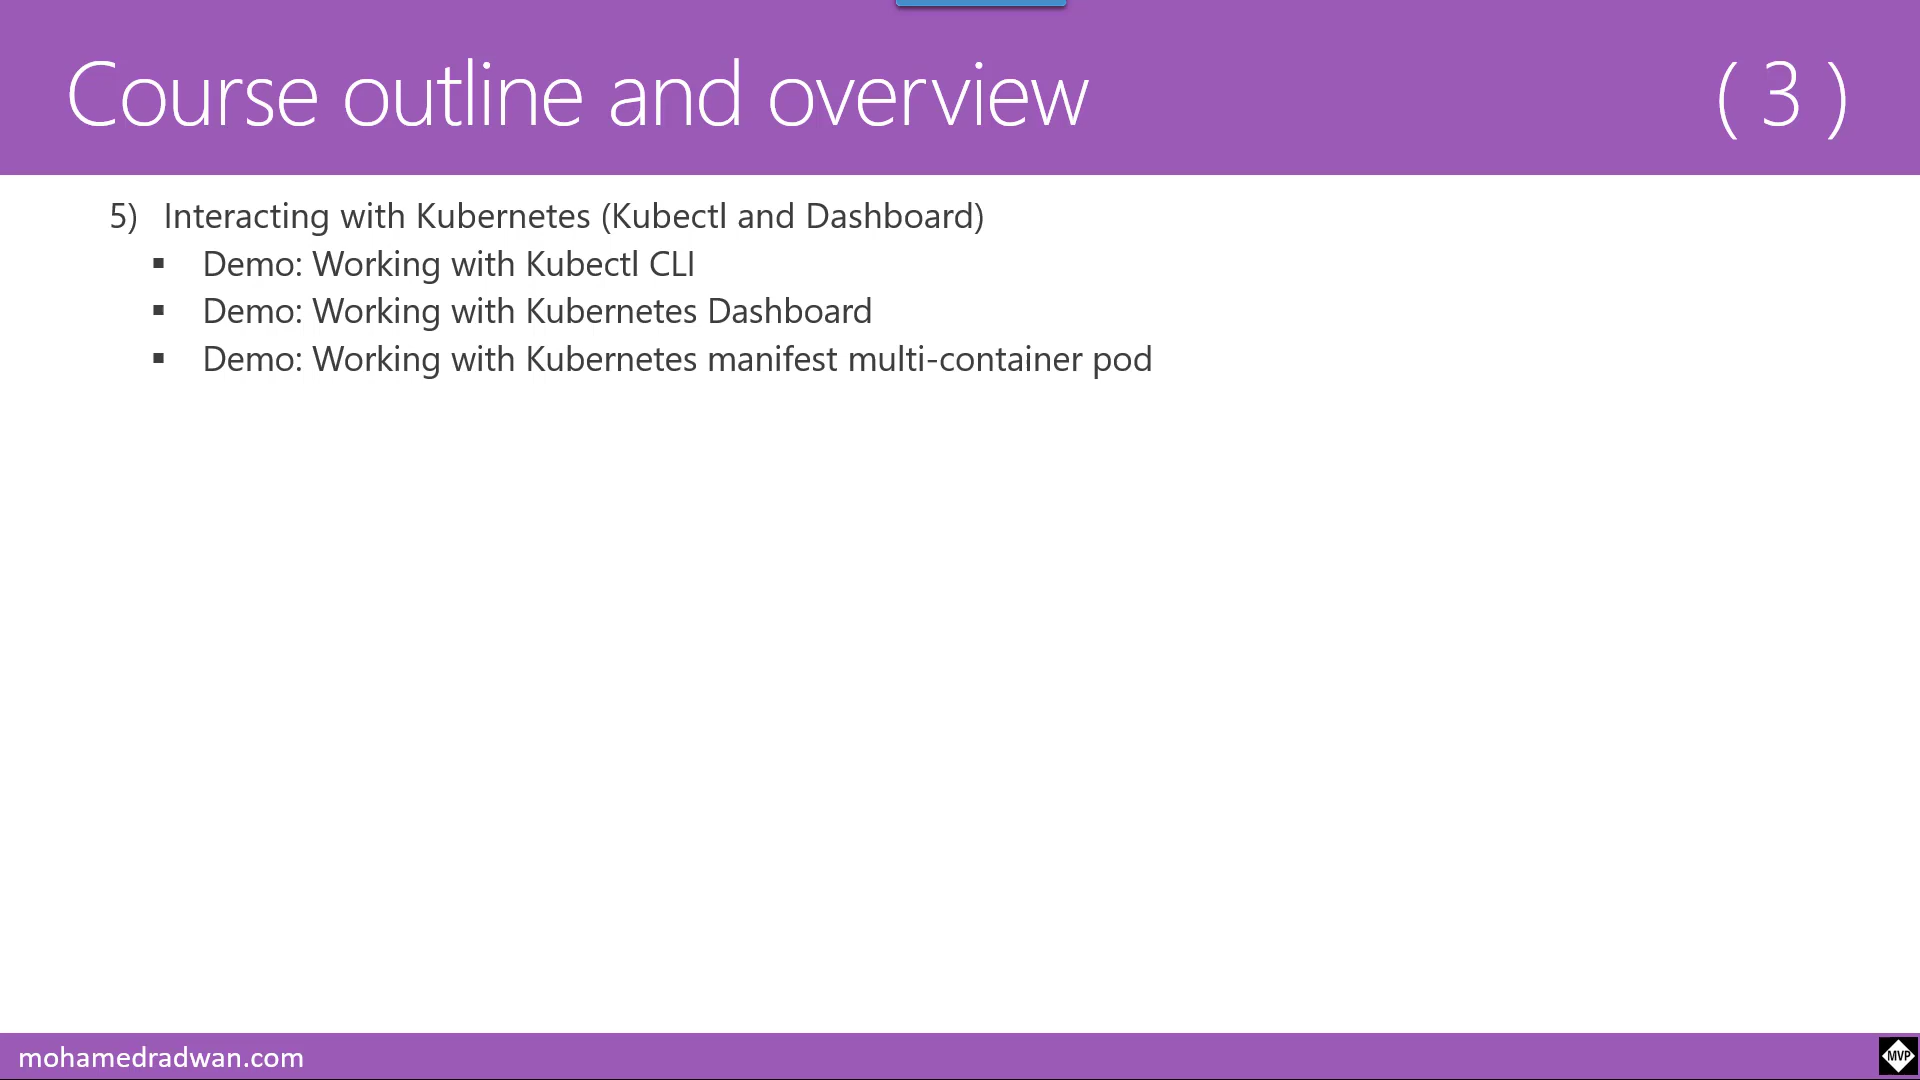 Course outline and overview ( 3 )
5) Interacting with Kubernetes (Kubectl and Dashboard)
▪ Demo: Working with Kubectl CLI
▪ Demo: Working with Kubernetes Dashboard
▪ Demo: Working with Kubernetes manifest multi-container pod
mohamedradwan.com
MVP